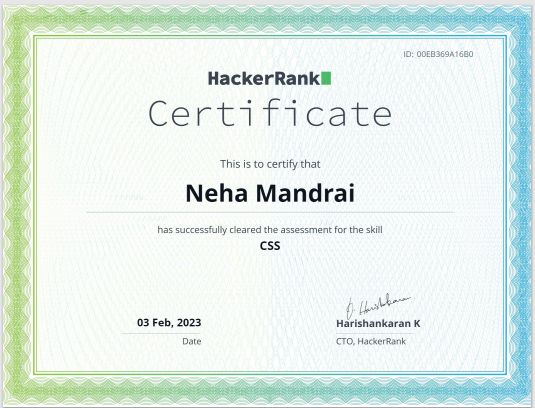 ID: 00EB369A16B0
HackerRank
Certificate
This is to certify that
Neha Mandrai
has successfully cleared the assessment for the skill
CSS
03 Feb, 2023
Date
J. Harishankaran
Harishankaran K
CTO, HackerRank